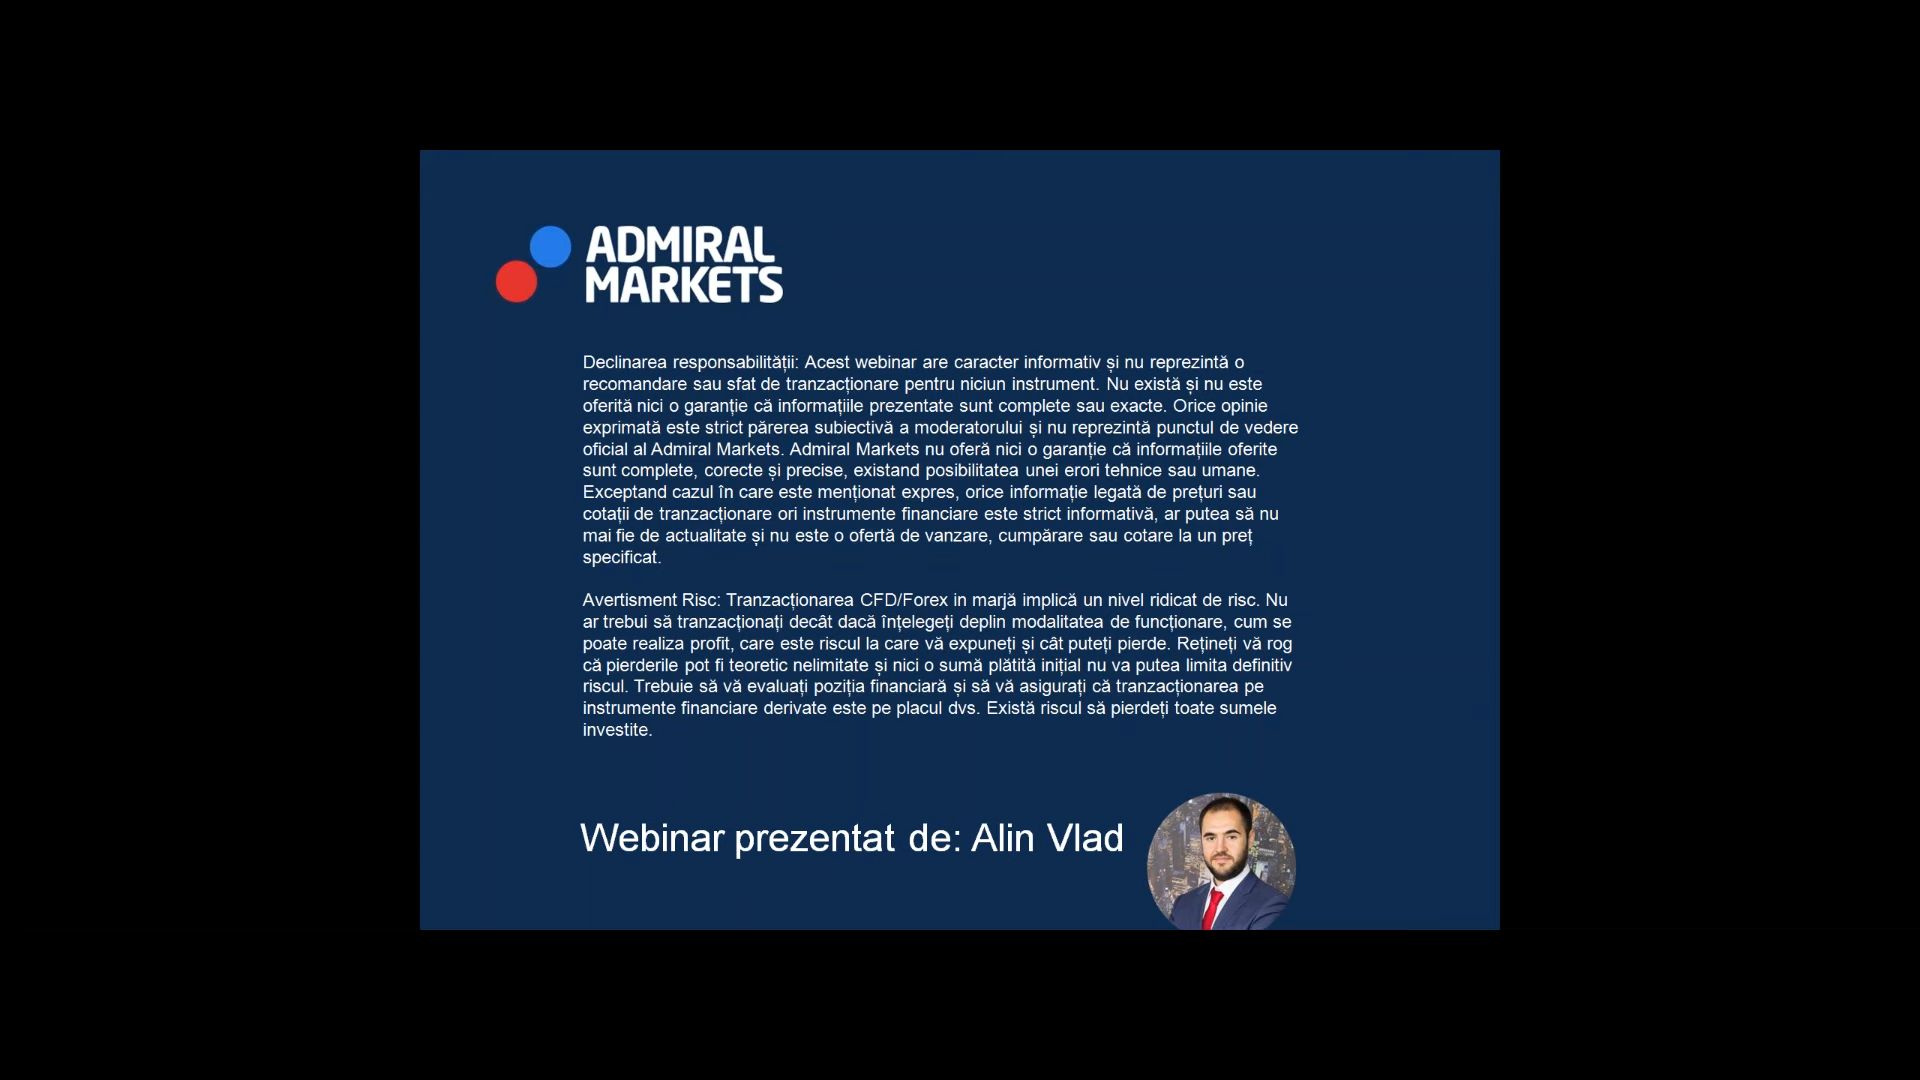 ADMIRAL
MARKETS
Declinarea responsabilității: Acest webinar are caracter informativ și nu reprezintă o
recomandare sau sfat de tranzacționare pentru niciun instrument. Nu există și nu este
oferită nici o garanție că informațiile prezentate sunt complete sau exacte. Orice opinie
exprimată este strict părerea subiectivă a moderatorului și nu reprezintă punctul de vedere
oficial al Admiral Markets. Admiral Markets nu oferă nici o garanție că informațiile oferite
sunt complete, corecte și precise, existand posibilitatea unei erori tehnice sau umane.
Exceptand cazul în care este menționat expres, orice informație legată de prețuri sau
cotații de tranzacționare ori instrumente financiare este strict informativă, ar putea să nu
mai fie de actualitate și nu este o ofertă de vanzare, cumpărare sau cotare la un preț
specificat.
Avertisment Risc: Tranzacționarea CFD/Forex in marjă implică un nivel ridicat de risc. Nu
ar trebui să tranzacționați decât dacă înțelegeți deplin modalitatea de funcționare, cum se
poate realiza profit, care este riscul la care vă expuneți și cât puteți pierde. Rețineți vă rog
că pierderile pot fi teoretic nelimitate și nici o sumă plătită inițial nu va putea limita definitiv
riscul. Trebuie să vă evaluați poziția financiară și să vă asigurați că tranzacționarea pe
instrumente financiare derivate este pe placul dvs. Există riscul să pierdeți toate sumele
investite.
Webinar prezentat de: Alin Vlad